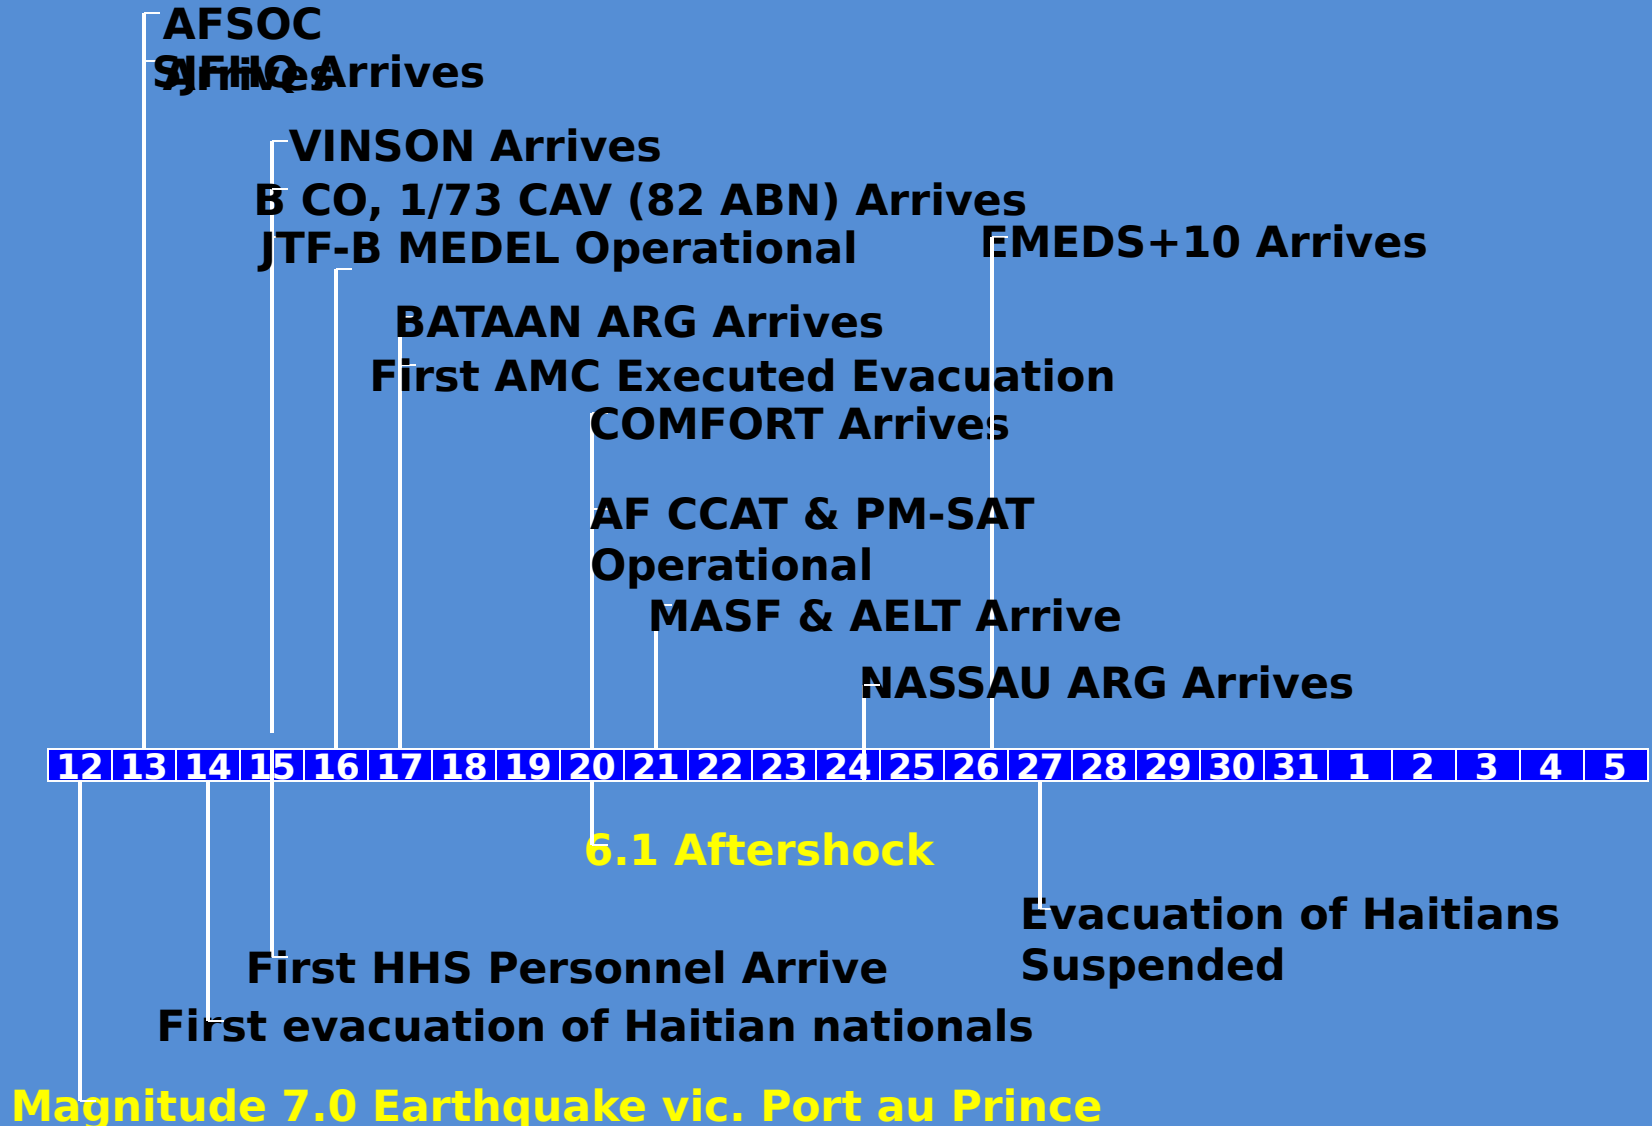 AFSOC
Arrives
SJFHQ Arrives
VINSON Arrives
B CO, 1/73 CAV (82 ABN) Arrives
EMEDS+10 Arrives
JTF-B MEDEL Operational
BATAAN ARG Arrives
First AMC Executed Evacuation
COMFORT Arrives
AF CCAT & PM-SAT
Operational
MASF & AELT Arrive
NASSAU ARG Arrives
12 13 14 15 16 17 18 19 20 21 22 23 24 25 26 27 28 29 30 31 1 2 3 4 5
6.1 Aftershock
Evacuation of Haitians
Suspended
First HHS Personnel Arrive
First evacuation of Haitian nationals
Magnitude 7.0 Earthquake vic. Port au Prince